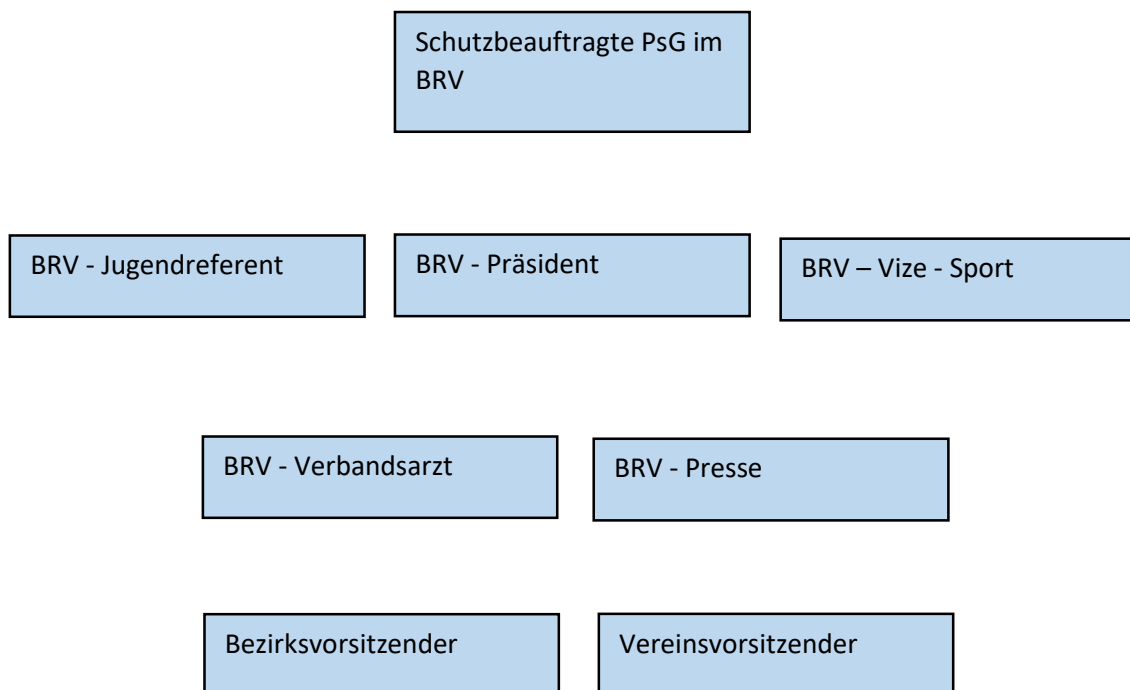 Schutzbeauftragte PsG im
BRV
BRV - Jugendreferent
BRV - Präsident
BRV – Vize - Sport
BRV - Verbandsarzt
BRV - Presse
Bezirksvorsitzender
Vereinsvorsitzender